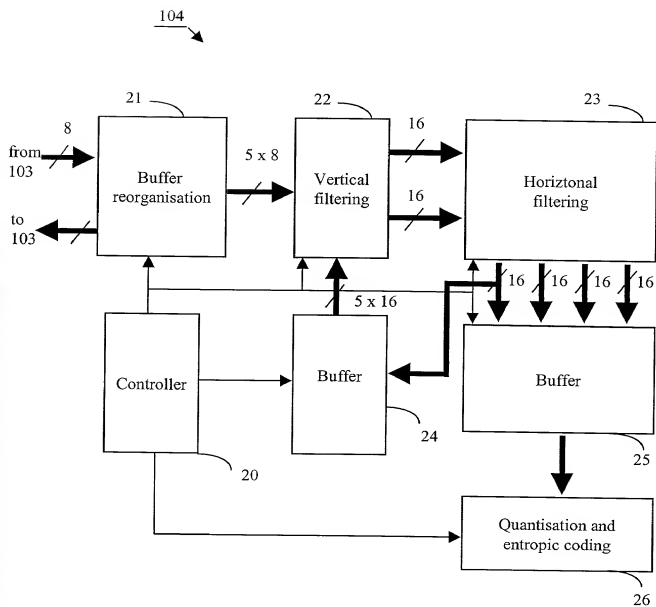 104
21
22
23
from
103
8
Buffer
reorganisation
5 x 8
Vertical
filtering
16
16
Horiztonal
filtering
to
103
16
16
16
16
5 x 16
Controller
Buffer
Buffer
20
24
25
Quantisation and
entropic coding
26